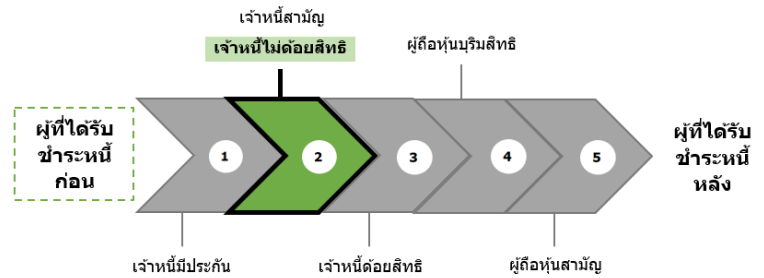 เจ้าหนี้สามัญ
เจ้าหนี้ไม่ด้อยสิทธิ
ผู้ถือหุ้นบุริมสิทธิ
ผู้ที่ได้รับ
ชำระหนี้
ก่อน
1
2
3
4
5
ผู้ที่ได้รับ
ชำระหนี้
หลัง
เจ้าหนี้มีประกัน
เจ้าหนี้ด้อยสิทธิ
ผู้ถือหุ้นสามัญ